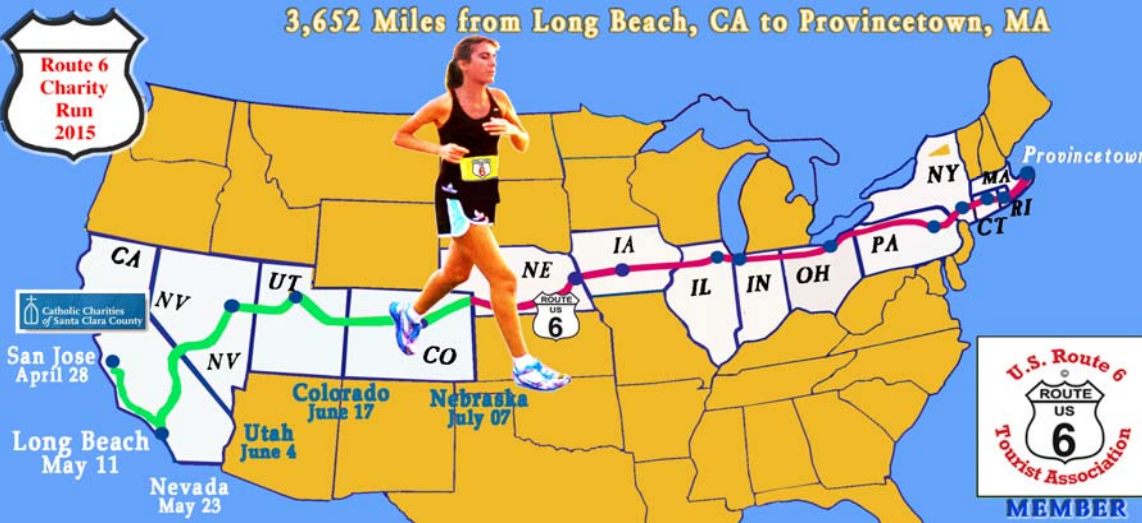 3,652 Miles from Long Beach, CA to Provincetown, MA
Route 6
Charity
Run
2015
Provincetown
NY
MA
RI
CT
PA
OH
IN
IL
IA
NE
CA
NV
UT
NV
CO
ROUTE
US
6
6
Catholic Charities
of Santa Clara County
San Jose
April 28
Long Beach
May 11
Nevada
May 23
Utah
June 4
Colorado
June 17
Nebraska
July 07
U.S. Route 6
©
ROUTE
US
6
Tourist Association
MEMBER